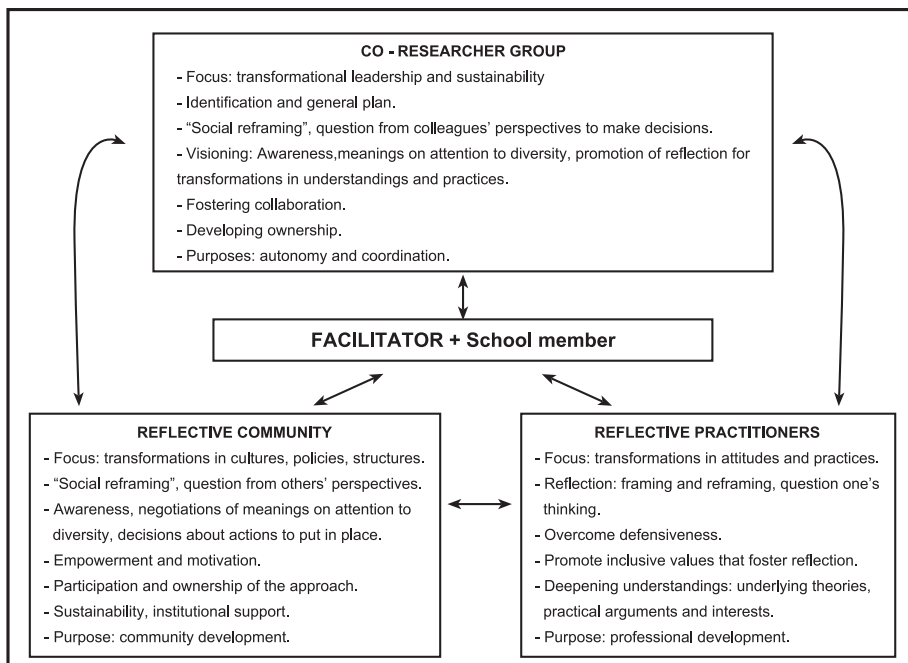 CO - RESEARCHER GROUP
- Focus: transformational leadership and sustainability
- Identification and general plan.
- “Social reframing”, question from colleagues’ perspectives to make decisions.
- Visioning: Awareness,meanings on attention to diversity, promotion of reflection for
transformations in understandings and practices.
- Fostering collaboration.
- Developing ownership.
- Purposes: autonomy and coordination.
FACILITATOR + School member
REFLECTIVE COMMUNITY
- Focus: transformations in cultures, policies, structures.
- “Social reframing”, question from others’ perspectives.
- Awareness, negotiations of meanings on attention to
diversity, decisions about actions to put in place.
- Empowerment and motivation.
- Participation and ownership of the approach.
- Sustainability, institutional support.
- Purpose: community development.
REFLECTIVE PRACTITIONERS
- Focus: transformations in attitudes and practices.
- Reflection: framing and reframing, question one’s
thinking.
- Overcome defensiveness.
- Promote inclusive values that foster reflection.
- Deepening understandings: underlying theories,
practical arguments and interests.
- Purpose: professional development.